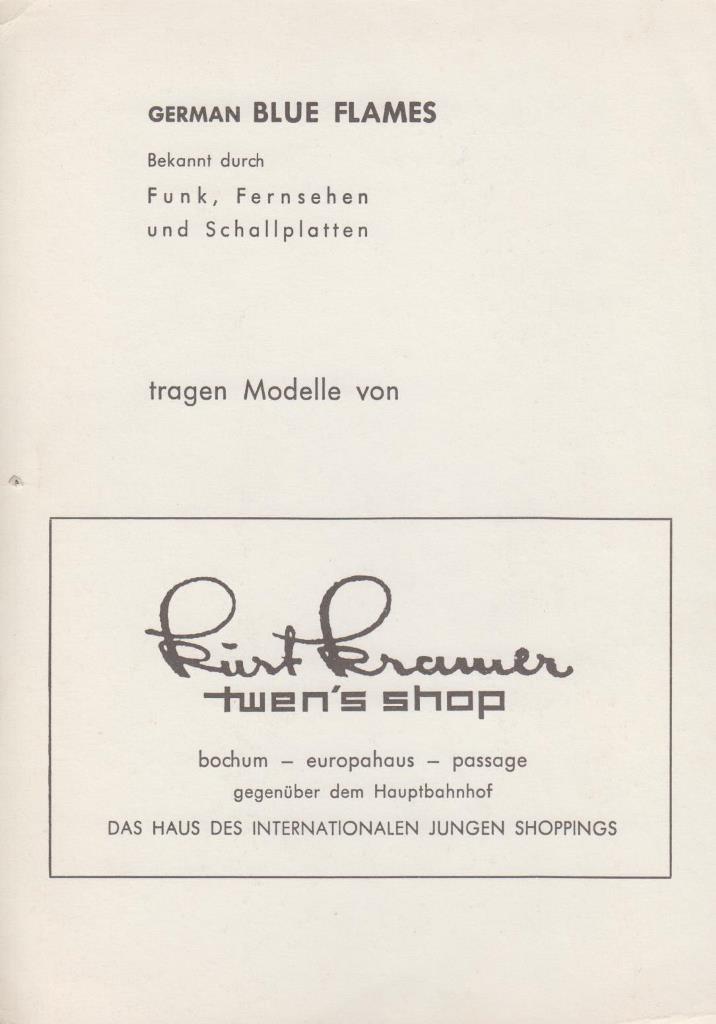 GERMAN BLUE FLAMES
Bekannt durch
Funk, Fernsehen
und Schallplatten
tragen Modelle von
kurt kramer
twen's shop
bochum – europahaus – passage
gegenüber dem Hauptbahnhof
DAS HAUS DES INTERNATIONALEN JUNGEN SHOPPINGS